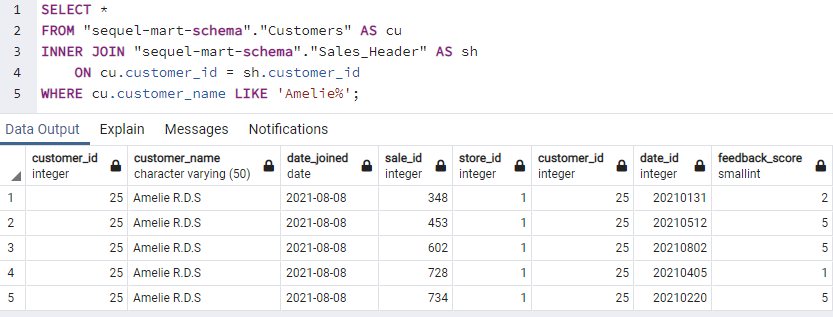 1 SELECT *
2 FROM "sequel-mart-schema"."Customers" AS cu
3 INNER JOIN "sequel-mart-schema"."Sales_Header" AS sh
4 ON cu.customer_id = sh.customer_id
5 WHERE cu.customer_name LIKE 'Amelie%';
Data Output Explain Messages Notifications
customer_id customer_name date_joined sale_id store_id customer_id date_id feedback_score
integer character varying (50) date integer integer integer integer smallint
1 25 Amelie R.D.S 2021-08-08 348 1 25 20210131 2
2 25 Amelie R.D.S 2021-08-08 453 1 25 20210512 5
3 25 Amelie R.D.S 2021-08-08 602 1 25 20210802 5
4 25 Amelie R.D.S 2021-08-08 728 1 25 20210405 1
5 25 Amelie R.D.S 2021-08-08 734 1 25 20210220 5